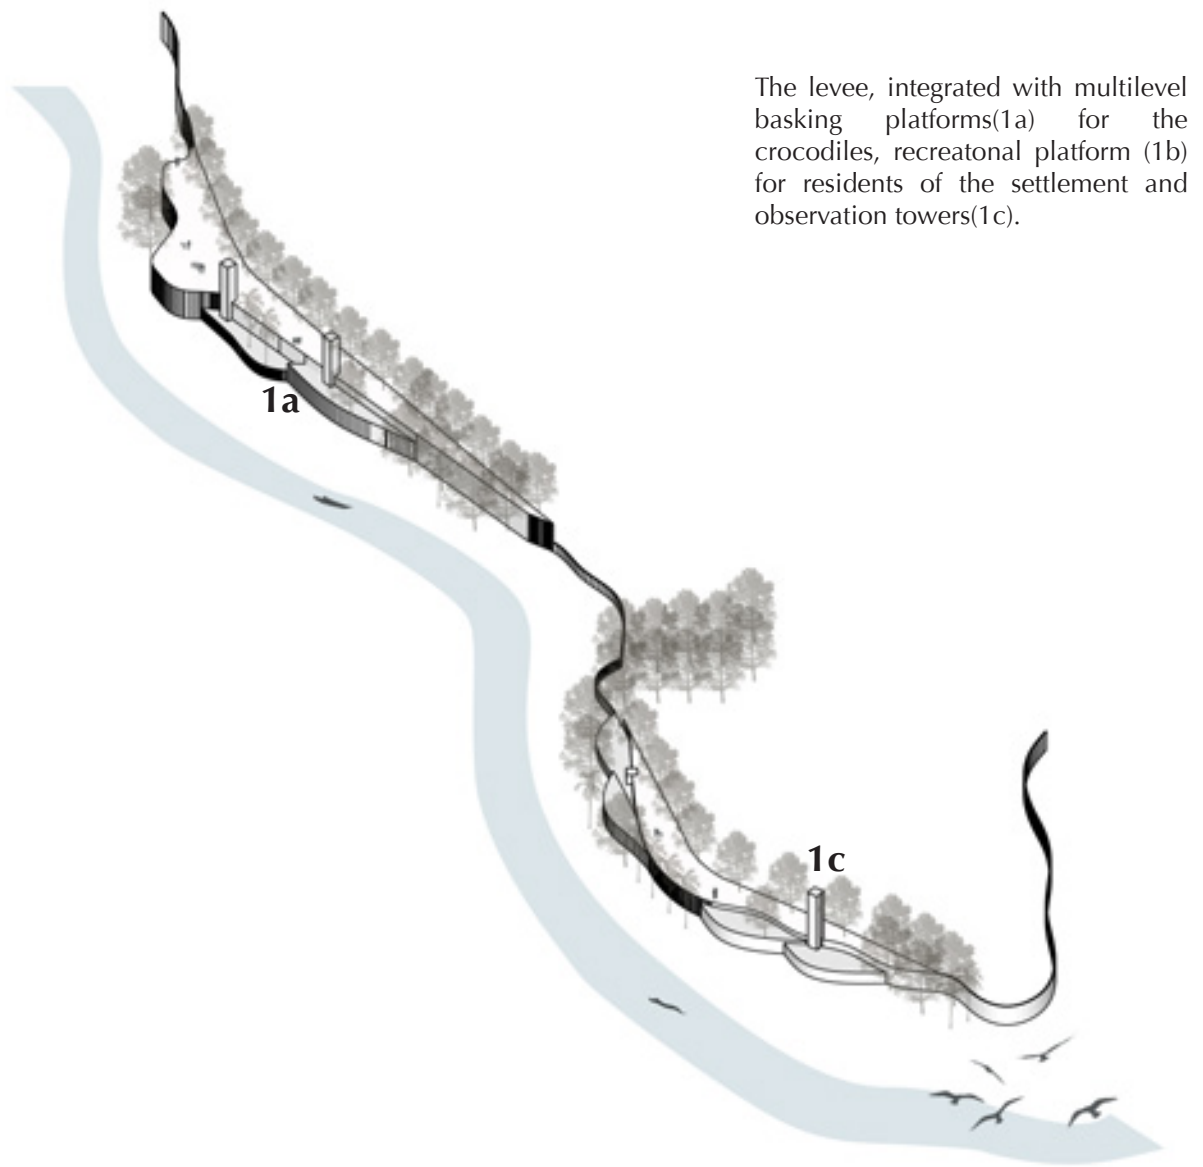 The levee, integrated with multilevel
basking platforms(1a) for the
crocodiles, recreatonal platform (1b)
for residents of the settlement and
observation towers(1c).
1a
1c